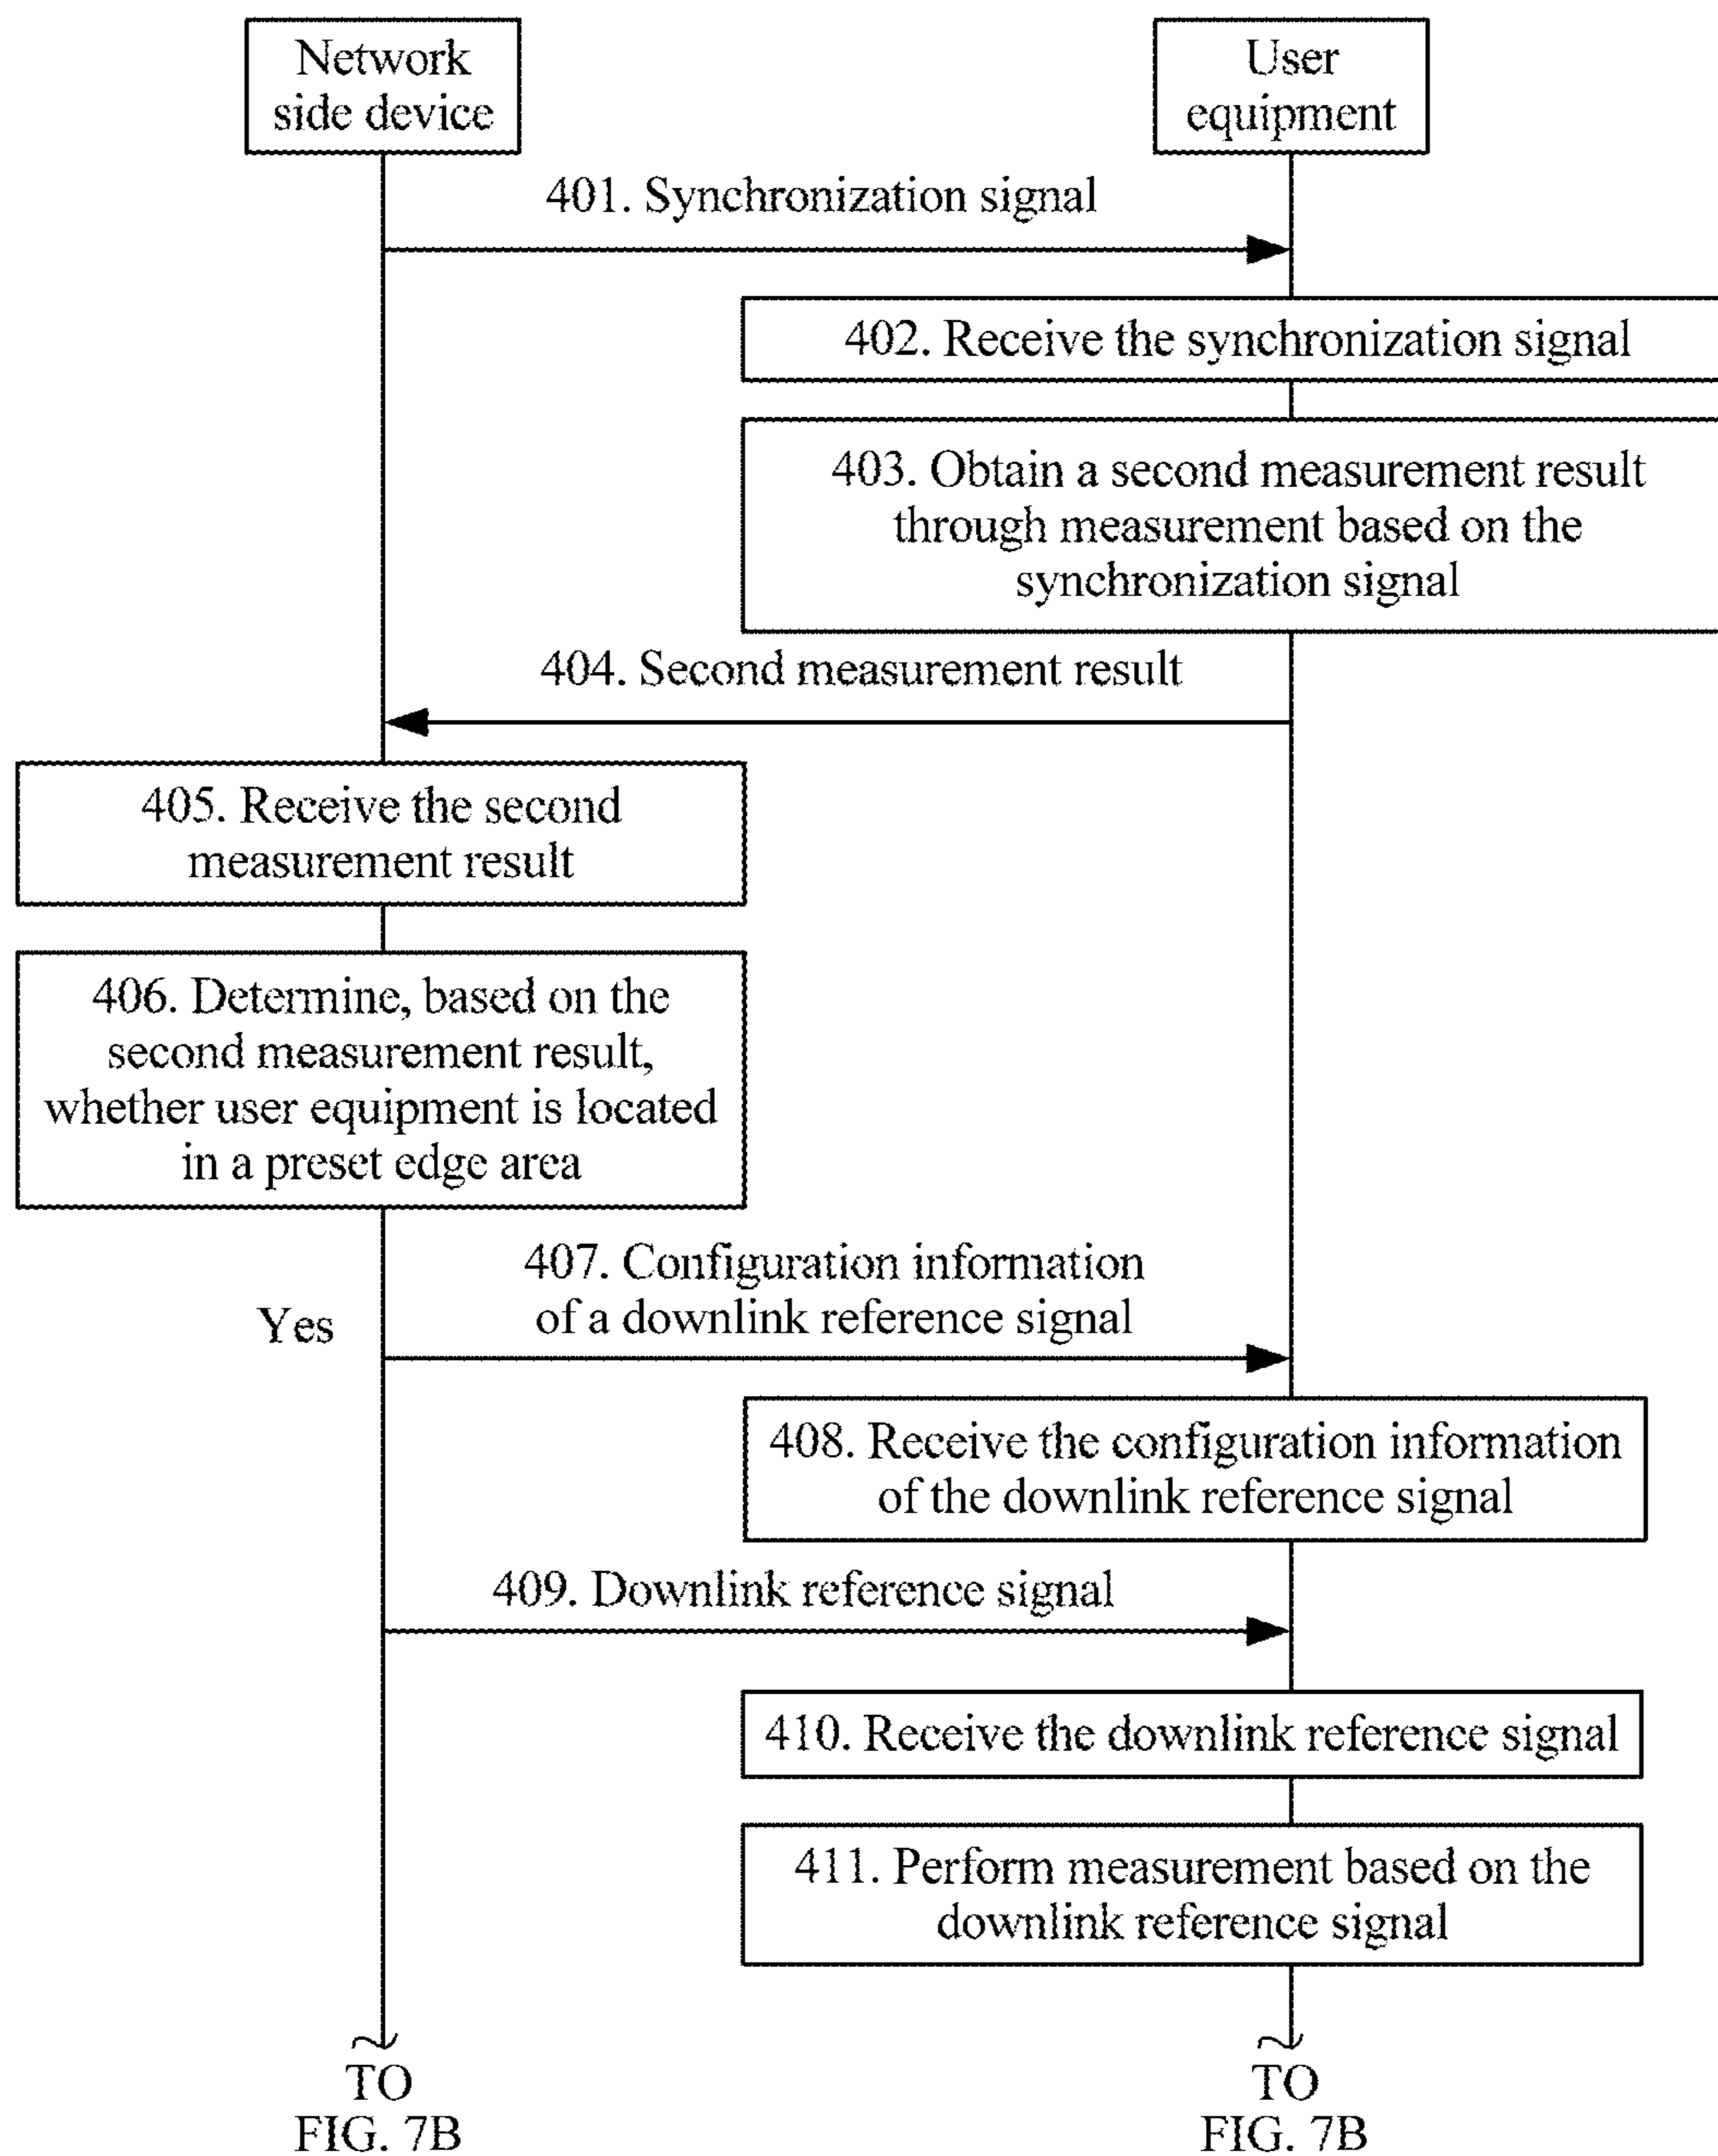 Network
side device
User
equipment
401. Synchronization signal
402. Receive the synchronization signal
403. Obtain a second measurement result
through measurement based on the
synchronization signal
404. Second measurement result
405. Receive the second
measurement result
406. Determine, based on the
second measurement result,
whether user equipment is located
in a preset edge area
407. Configuration information
of a downlink reference signal
Yes
408. Receive the configuration information
of the downlink reference signal
409. Downlink reference signal
410. Receive the downlink reference signal
411. Perform measurement based on the
downlink reference signal
TO
FIG. 7B
TO
FIG. 7B